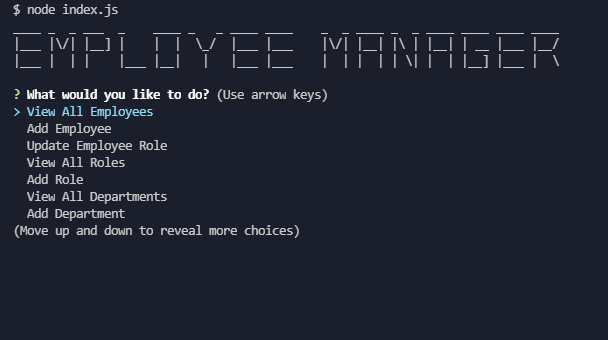 $ node index.js
EMPLOYEE MANAGER
? What would you like to do? (Use arrow keys)
> View All Employees
Add Employee
Update Employee Role
View All Roles
Add Role
View All Departments
Add Department
(Move up and down to reveal more choices)